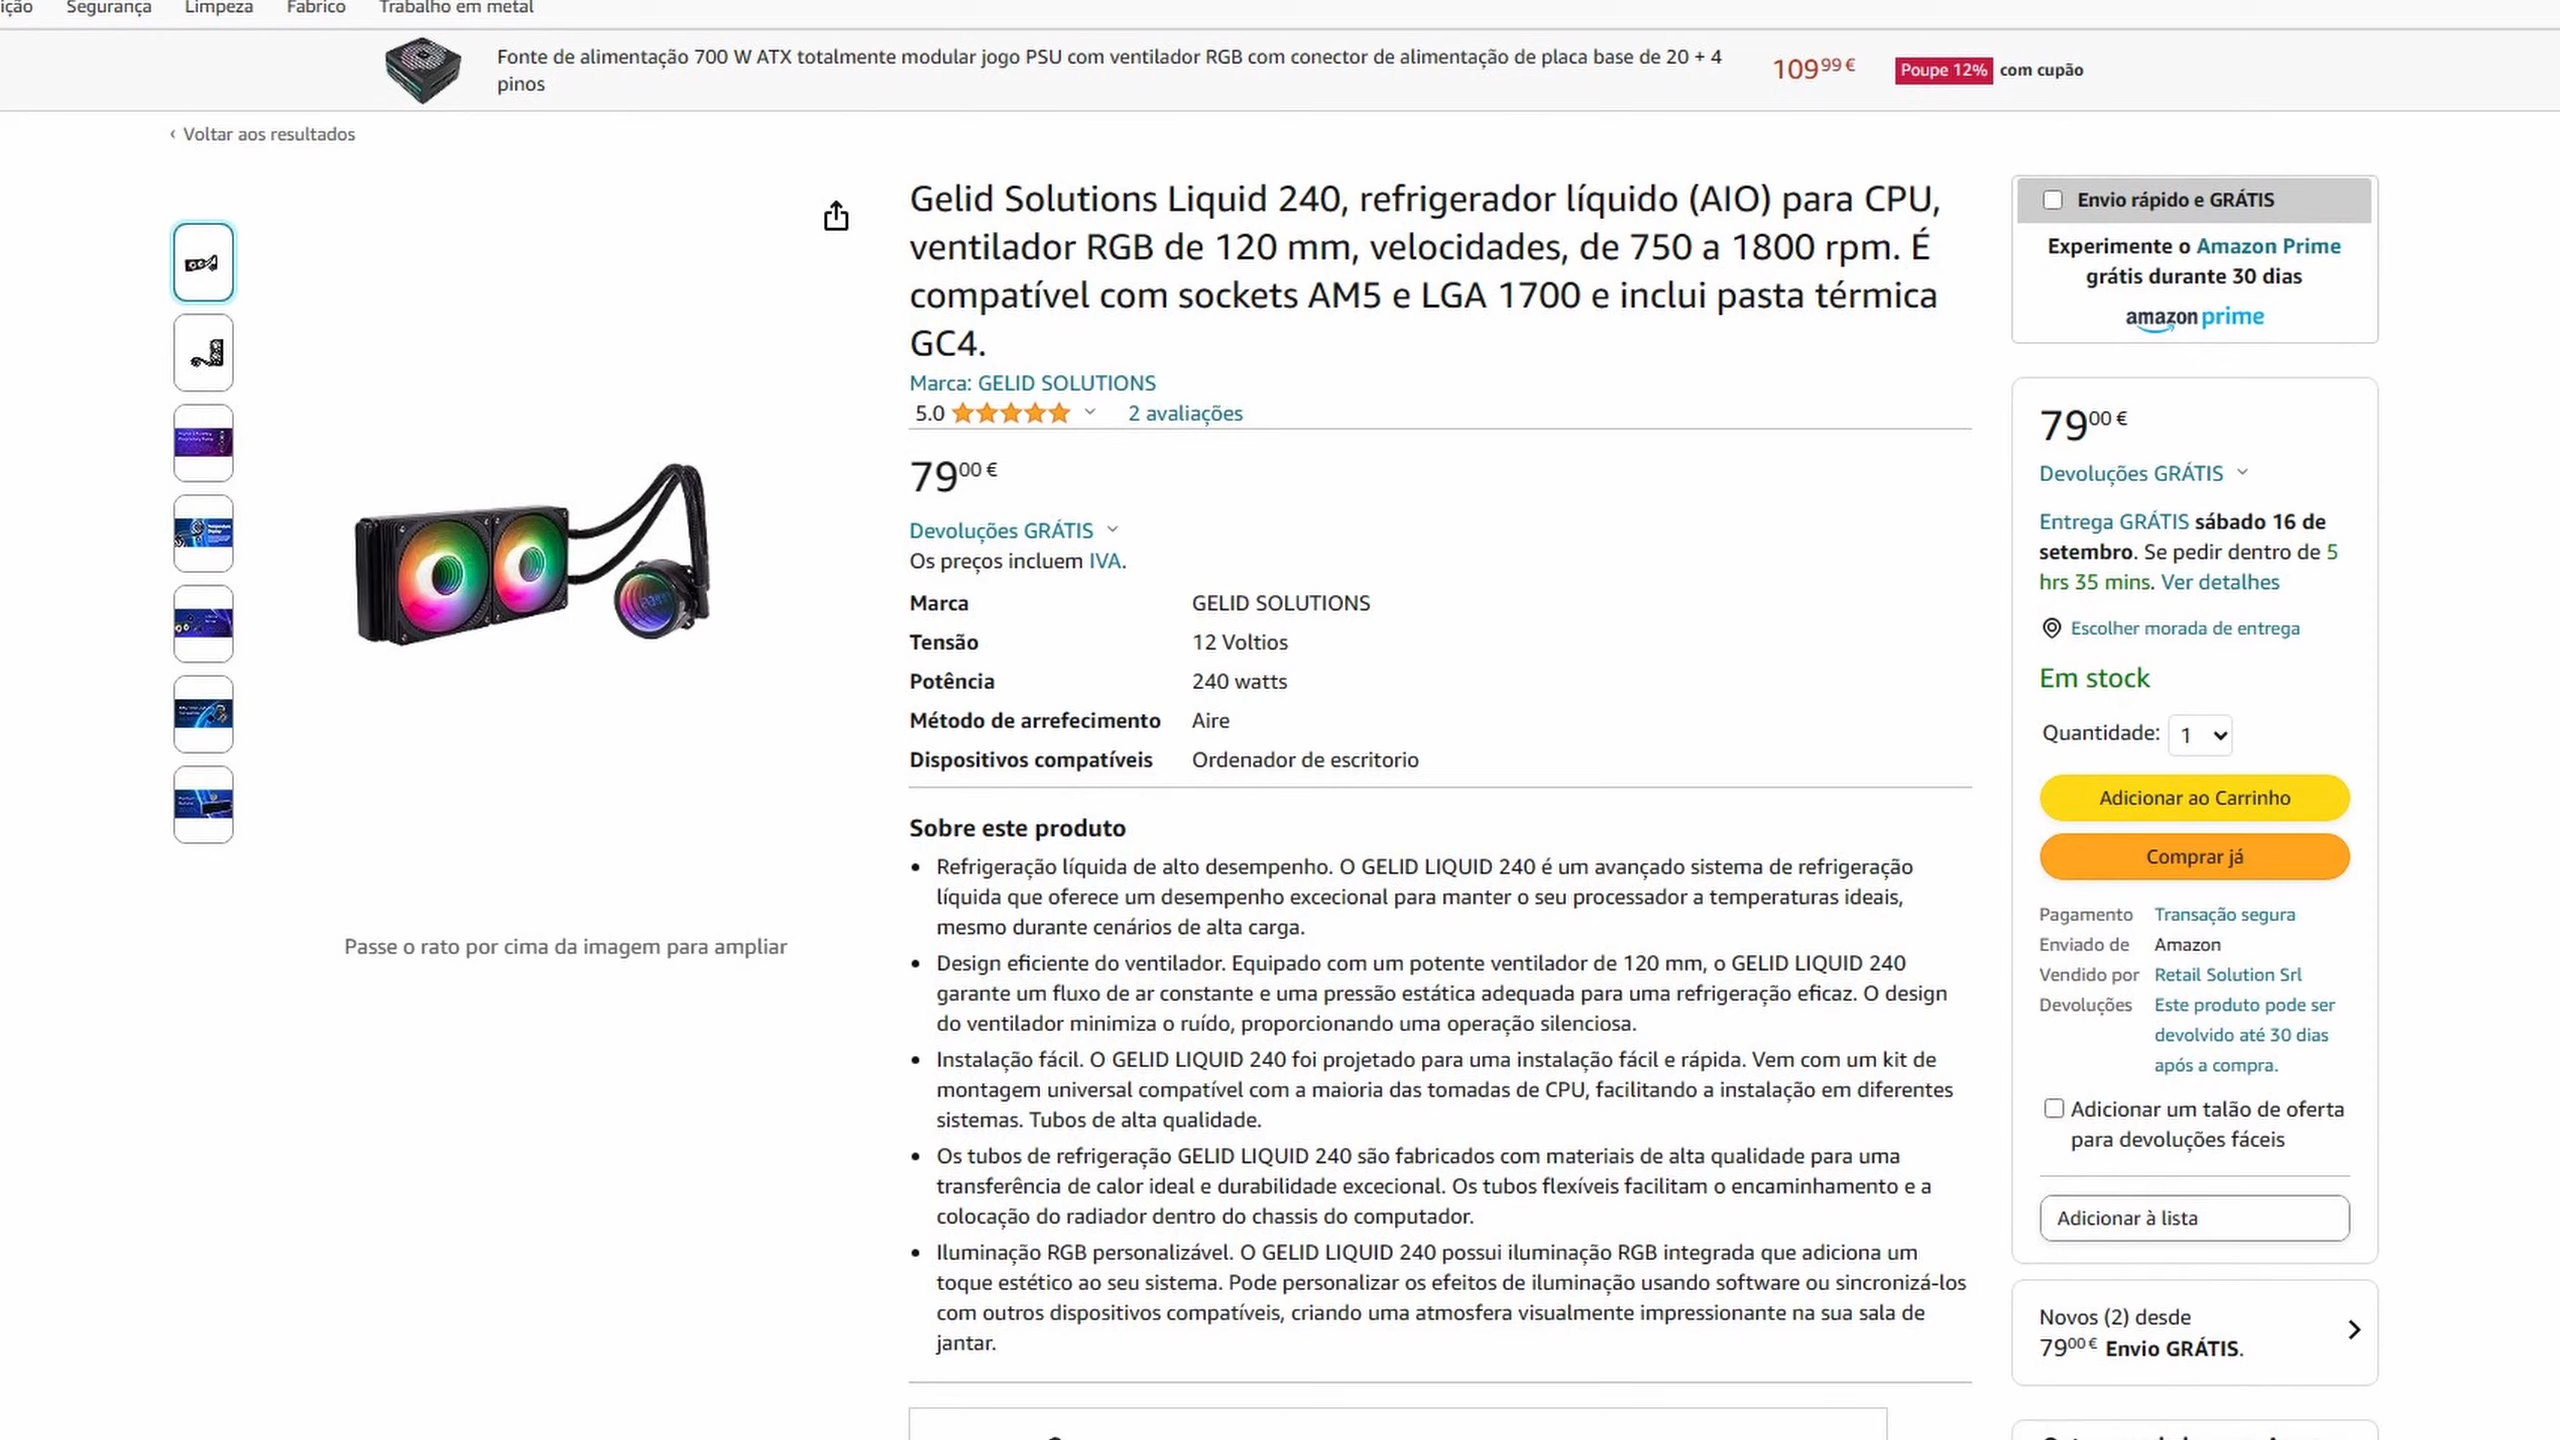 ição Segurança Limpeza Fabrico Trabalho em metal
Fonte de alimentação 700 W ATX totalmente modular jogo PSU com ventilador RGB com conector de alimentação de placa base de 20 + 4
pinos
109,99 € Poupe 12% com cupão
‹ Voltar aos resultados
Gelid Solutions Liquid 240, refrigerador líquido (AIO) para CPU,
ventilador RGB de 120 mm, velocidades, de 750 a 1800 rpm. É
compatível com sockets AM5 e LGA 1700 e inclui pasta térmica
GC4.
Marca: GELID SOLUTIONS
5.0 2 avaliações
79 00 €
Devoluções GRÁTIS
Os preços incluem IVA.
Marca GELID SOLUTIONS
Tensão 12 Voltios
Potência 240 watts
Método de arrefecimento Aire
Dispositivos compatíveis Ordenador de escritorio
Sobre este produto
• Refrigeração líquida de alto desempenho. O GELID LIQUID 240 é um avançado sistema de refrigeração
líquida que oferece um desempenho excecional para manter o seu processador a temperaturas ideais,
mesmo durante cenários de alta carga.
• Design eficiente do ventilador. Equipado com um potente ventilador de 120 mm, o GELID LIQUID 240
garante um fluxo de ar constante e uma pressão estática adequada para uma refrigeração eficaz. O design
do ventilador minimiza o ruído, proporcionando uma operação silenciosa.
• Instalação fácil. O GELID LIQUID 240 foi projetado para uma instalação fácil e rápida. Vem com um kit de
montagem universal compatível com a maioria das tomadas de CPU, facilitando a instalação em diferentes
sistemas. Tubos de alta qualidade.
• Os tubos de refrigeração GELID LIQUID 240 são fabricados com materiais de alta qualidade para uma
transferência de calor ideal e durabilidade excecional. Os tubos flexíveis facilitam o encaminhamento e a
colocação do radiador dentro do chassis do computador.
• Iluminação RGB personalizável. O GELID LIQUID 240 possui iluminação RGB integrada que adiciona um
toque estético ao seu sistema. Pode personalizar os efeitos de iluminação usando software ou sincronizá-los
com outros dispositivos compatíveis, criando uma atmosfera visualmente impressionante na sua sala de
jantar.
Passe o rato por cima da imagem para ampliar
Envio rápido e GRÁTIS
Experimente o Amazon Prime
grátis durante 30 dias
amazon prime
79 00 €
Devoluções GRÁTIS
Entrega GRÁTIS sábado 16 de
setembro. Se pedir dentro de 5
hrs 35 mins. Ver detalhes
Escolher morada de entrega
Em stock
Quantidade: 1
Adicionar ao Carrinho
Comprar já
Pagamento Transação segura
Enviado de Amazon
Vendido por Retail Solution Srl
Devoluções Este produto pode ser
devolvido até 30 dias
após a compra.
Adicionar um talão de oferta
para devoluções fáceis
Adicionar à lista
Novos (2) desde
79 00 € Envio GRÁTIS.